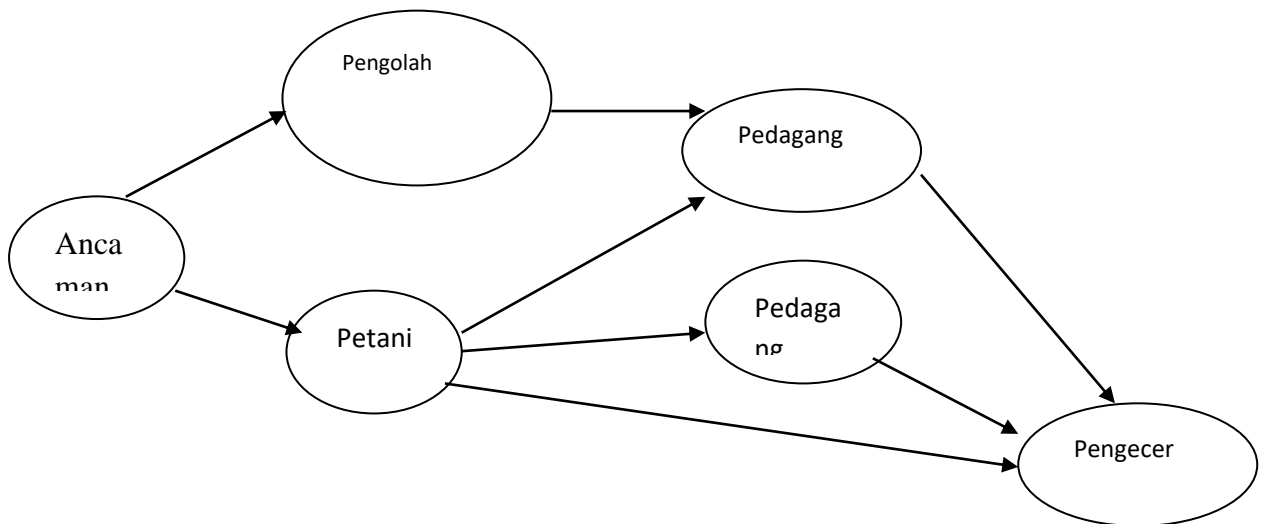 Pengolah
Pedagang
Anca
man
Petani
Pedaga
ng
Pengecer